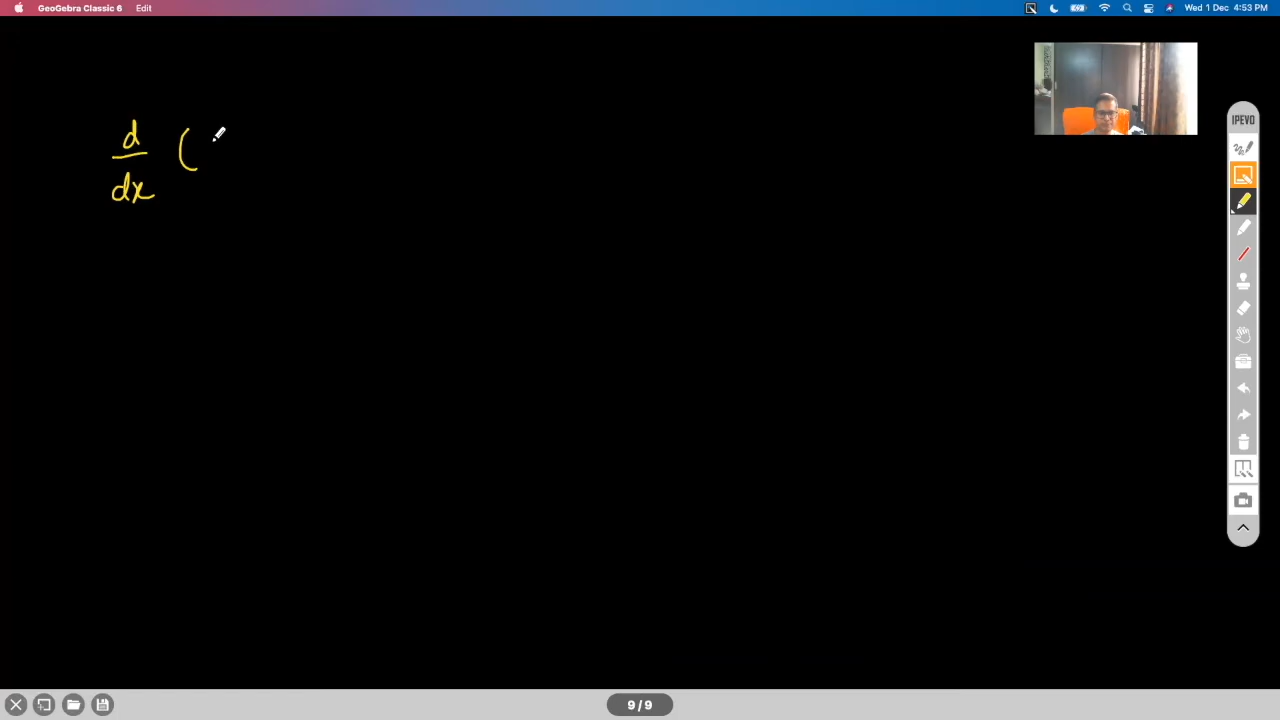 GeoGebra Classic 6 Edit Wed 1 Dec 4:53 PM
IPEVO
d
—
dx (
9/9